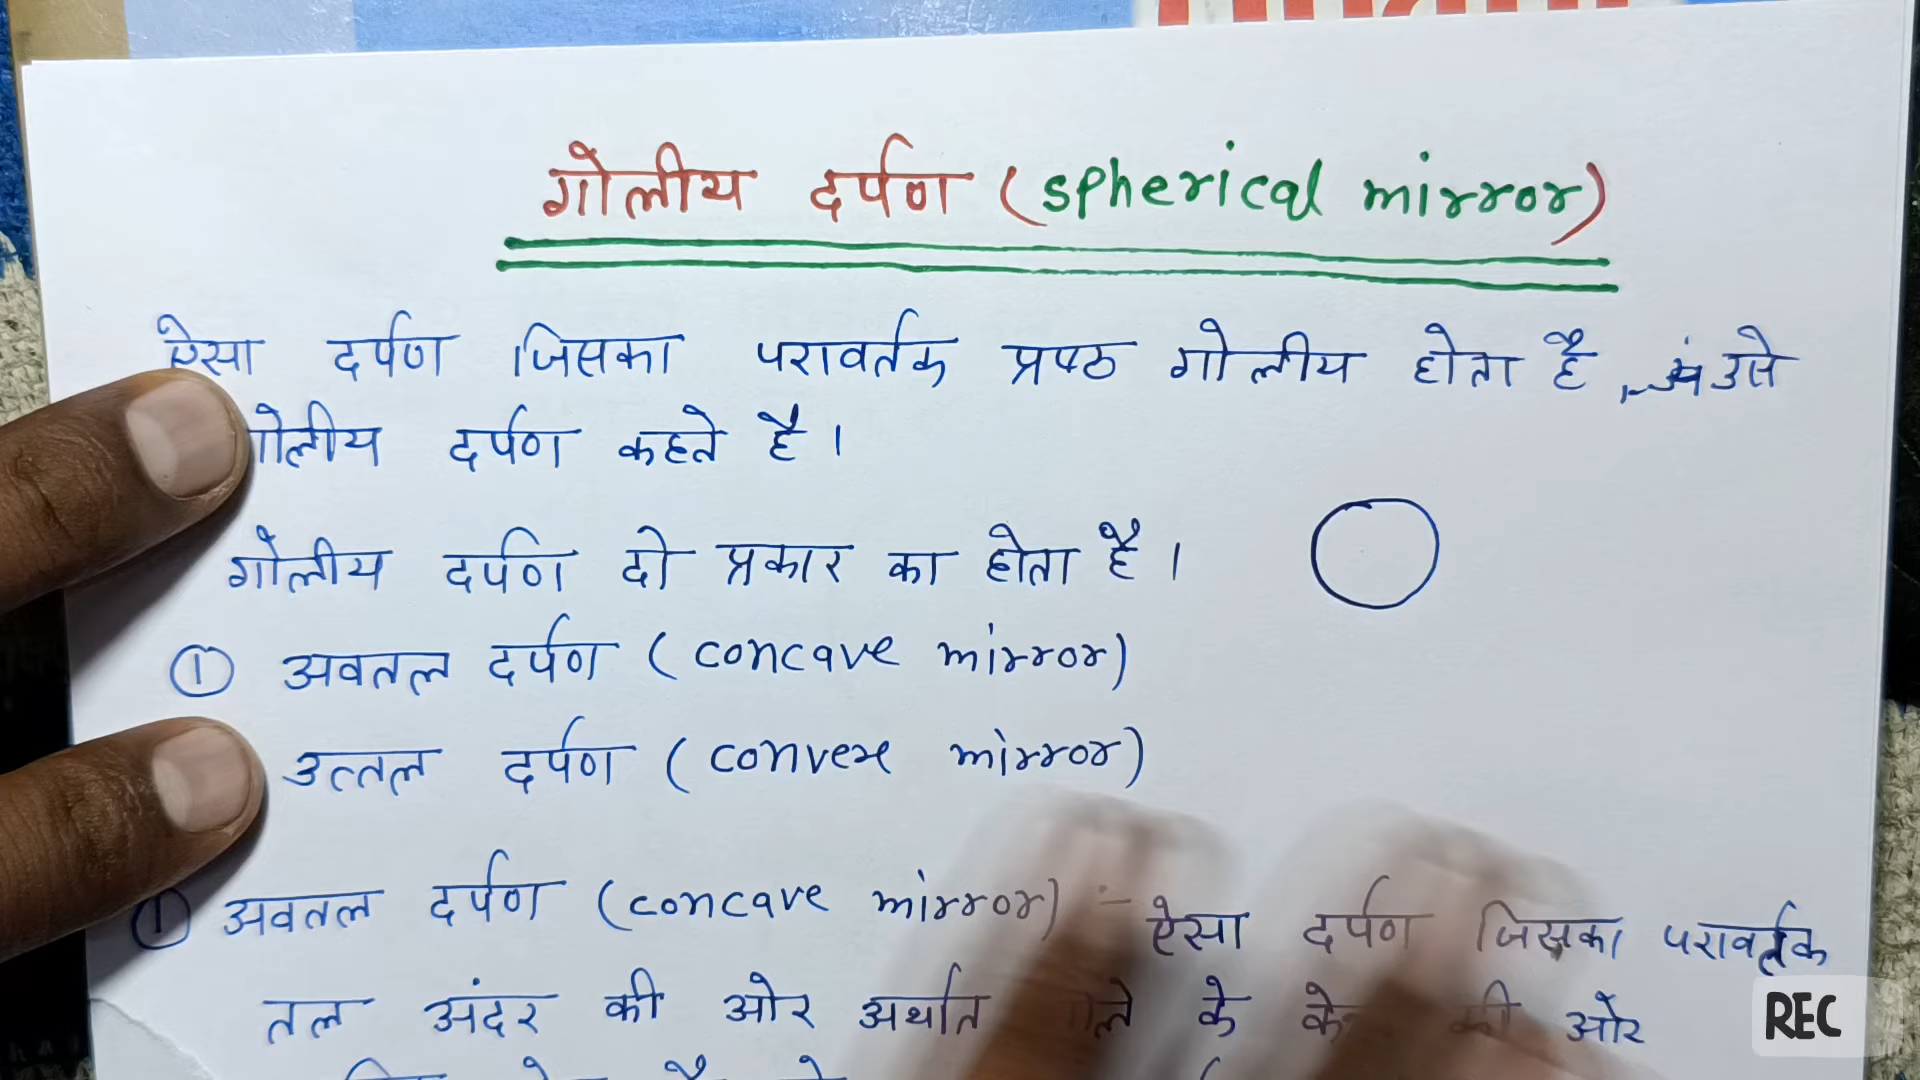 गोलीय दर्पण (spherical mirror)
ऐसा दर्पण जिसका परावर्तक प्रष्ठ गोलीय होता है, उसे
गोलीय दर्पण कहते है।
गोलीय दर्पण दो प्रकार का होता है।
① अवतल दर्पण (concave mirror)
उत्तल दर्पण (convex mirror)
① अवतल दर्पण (concave mirror) :- ऐसा दर्पण जिसका परावर्तक
तल अंदर की ओर अर्थात के की ओर
REC